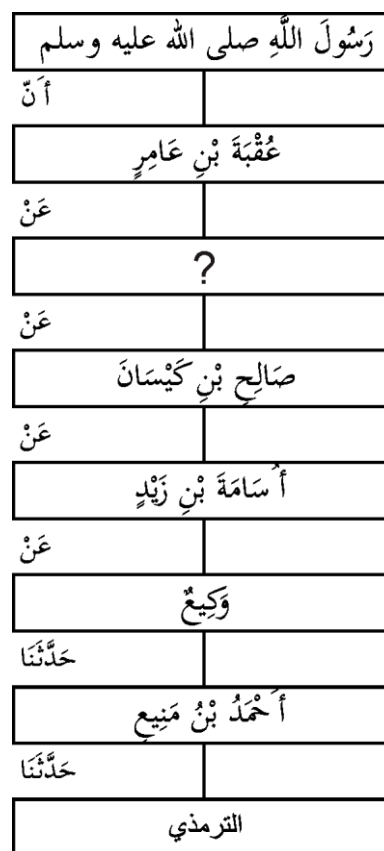 رَسُولَ اللَّهِ صلى الله عليه وسلم
أَنّ
عُقْبَةَ بْنِ عَامِرٍ
عَنْ
?
عَنْ
صَالِحِ بْنِ كَيْسَانَ
عَنْ
أُسَامَةَ بْنِ زَيْدٍ
عَنْ
وَكِيعٌ
حَدَّثَنَا
أَحْمَدُ بْنُ مَنِيعٍ
حَدَّثَنَا
الترمذي